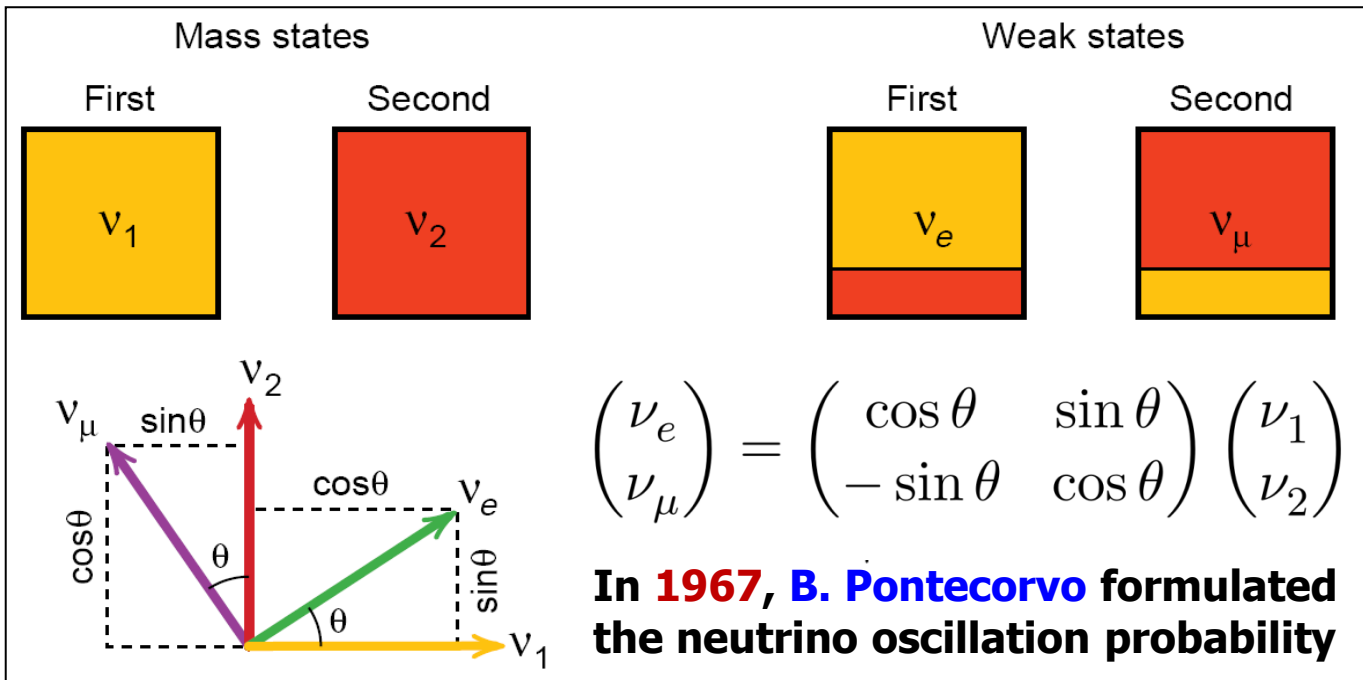 Mass states
Weak states
First
Second
First
Second
ν1
ν2
νe
νμ
ν2
νμ
sinθ
cosθ
νe
cosθ
θ
sinθ
θ
ν1
(νe νμ) = (cos θ sin θ −sin θ cos θ) (ν1 ν2)
In 1967, B. Pontecorvo formulated
the neutrino oscillation probability